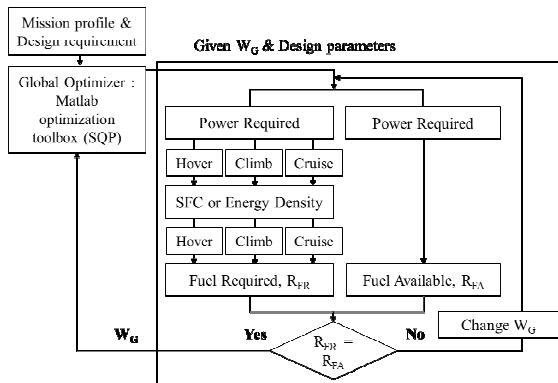 Mission profile &
Design requirement
Given W_G & Design parameters
Global Optimizer :
Matlab
optimization
toolbox (SQP)
Power Required
Power Required
Hover Climb Cruise
SFC or Energy Density
Hover Climb Cruise
Fuel Required, R_FR
Fuel Available, R_FA
Change W_G
W_G Yes No
R_FR =
R_FA